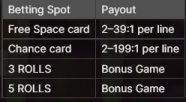 Betting Spot Payout
Free Space card 2–39:1 per line
Chance card 2–199:1 per line
3 ROLLS Bonus Game
5 ROLLS Bonus Game